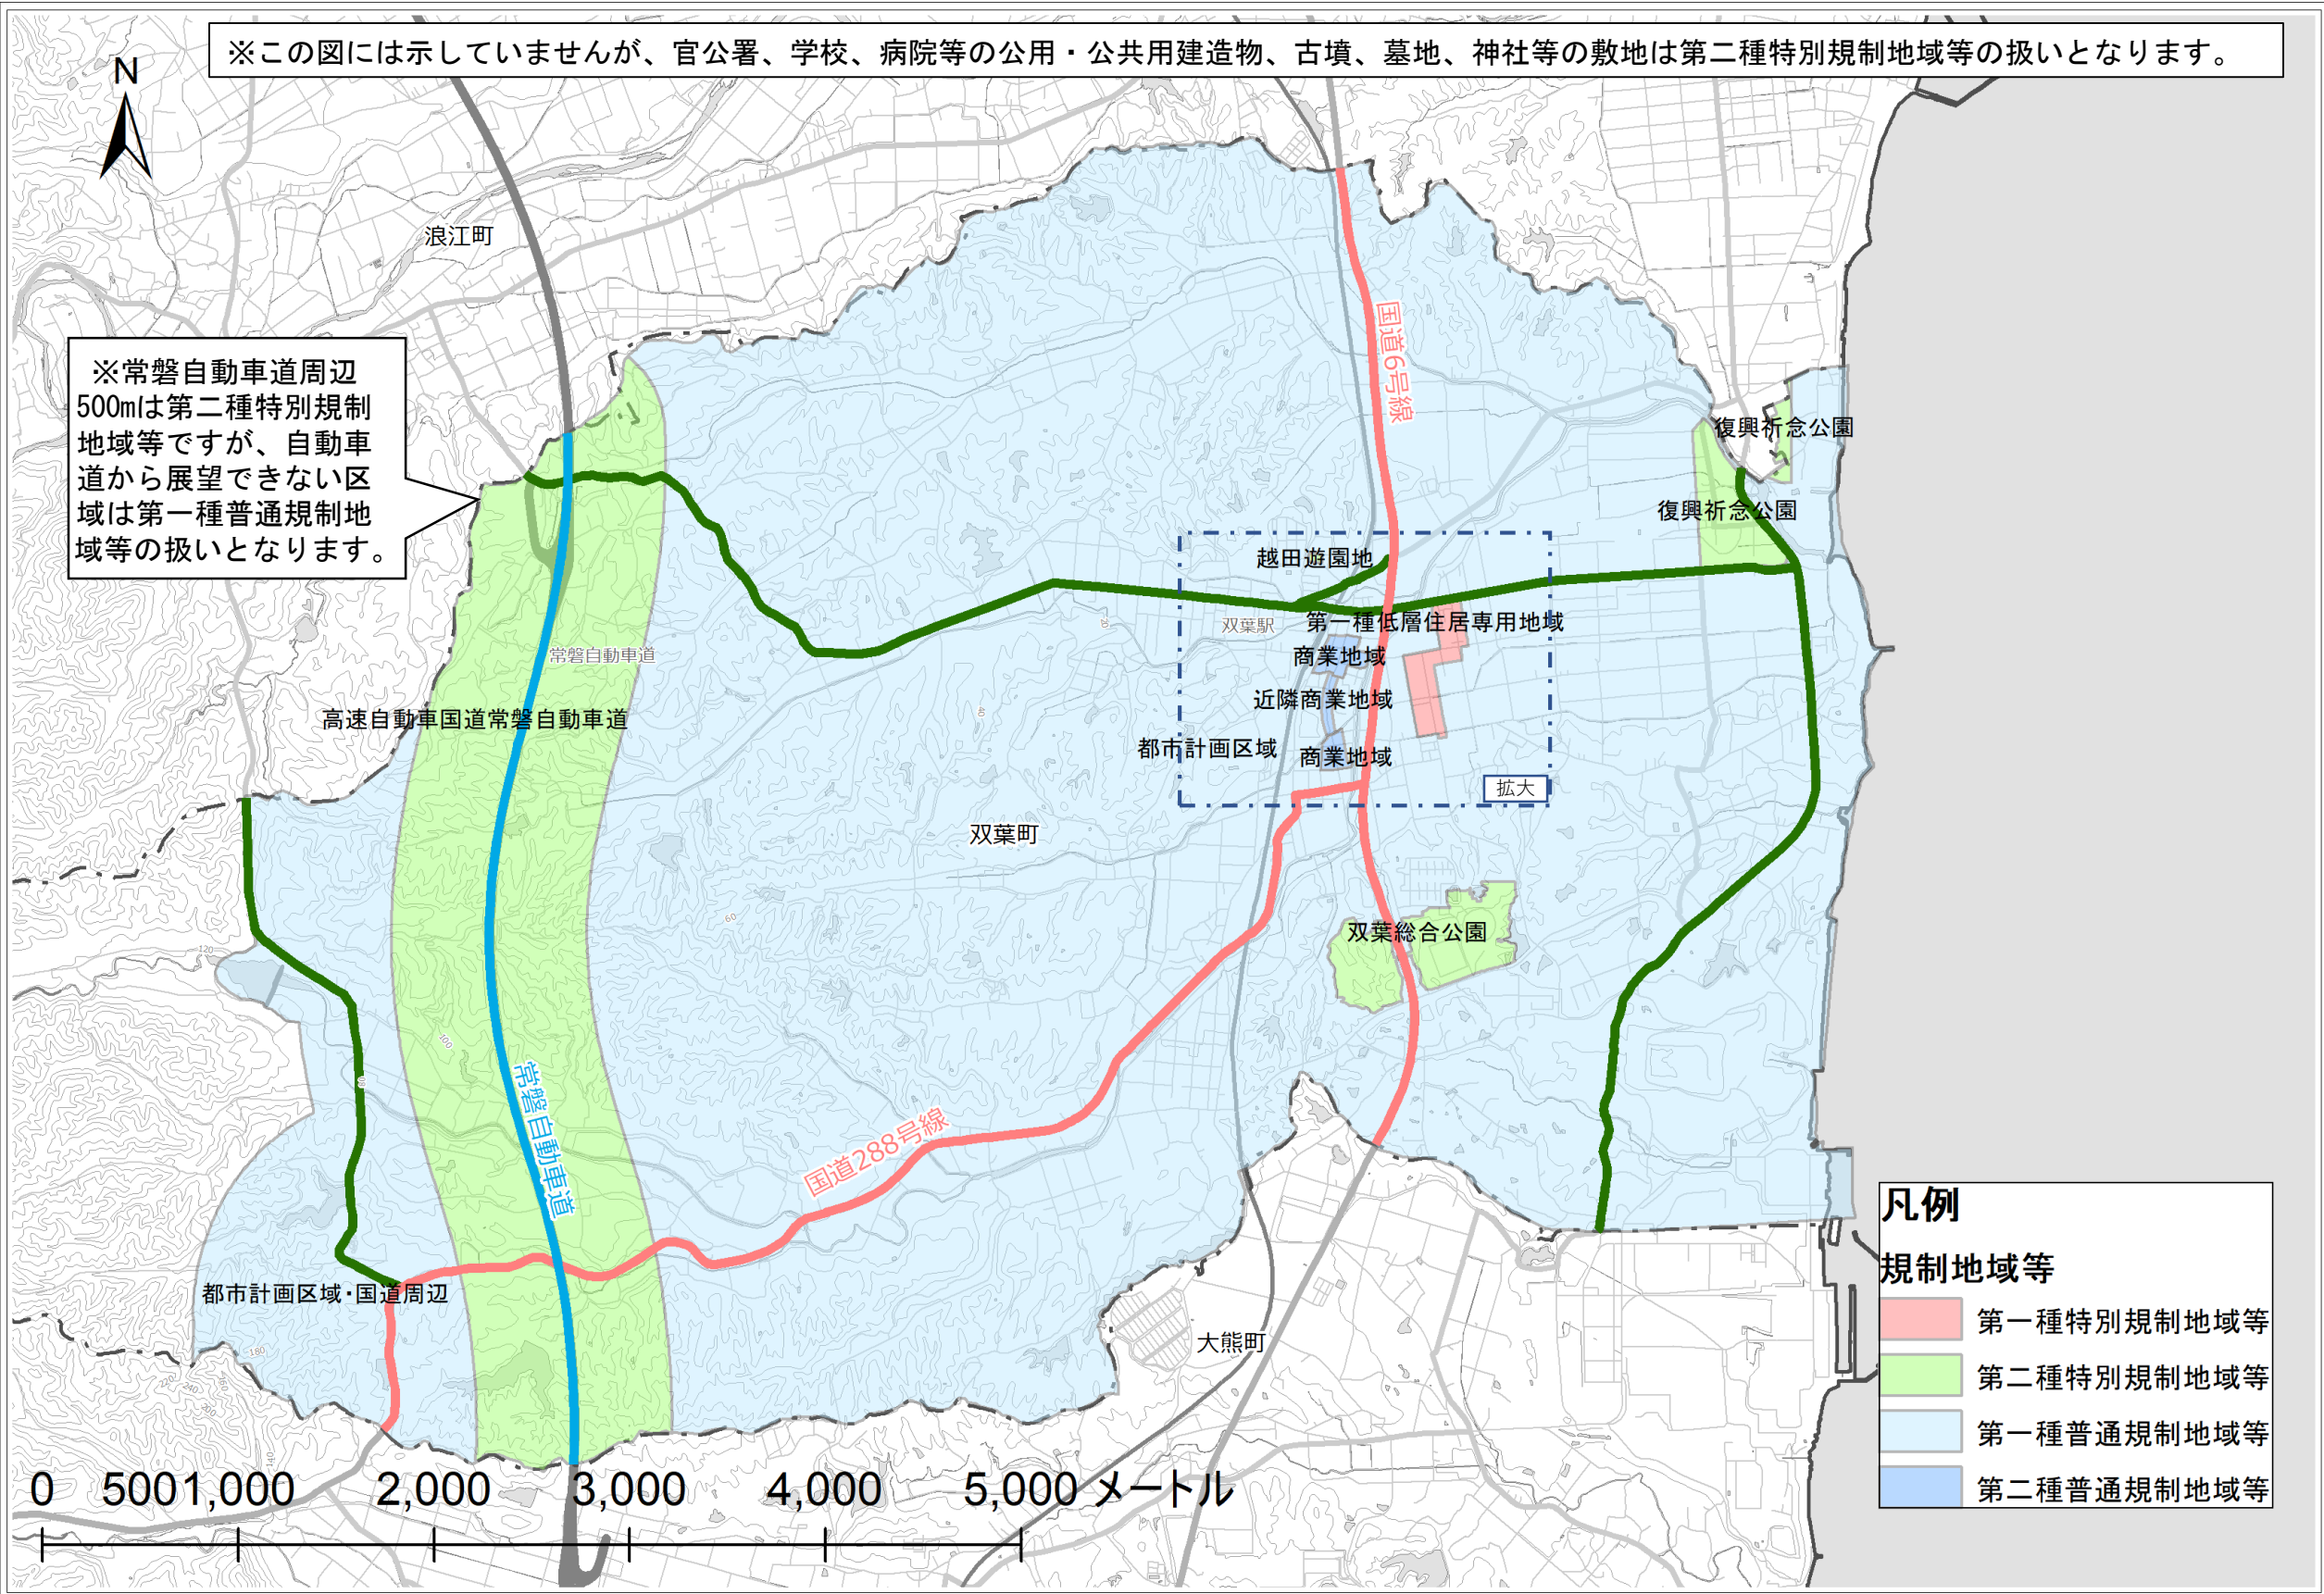 ※この図には示していませんが、官公署、学校、病院等の公用・公共用建造物、古墳、墓地、神社等の敷地は第二種特別規制地域等の扱いとなります。
N
浪江町
国道6号線
※常磐自動車道周辺
500mは第二種特別規制
地域等ですが、自動車
道から展望できない区
域は第一種普通規制地
域等の扱いとなります。
復興祈念公園
復興祈念公園
越田遊園地
双葉駅
第一種低層住居専用地域
常磐自動車道
商業地域
近隣商業地域
高速自動車国道常磐自動車道
都市計画区域
商業地域
拡大
双葉町
双葉総合公園
常磐自動車道
国道288号線
都市計画区域・国道周辺
大熊町
20
40
60
120
100
180
220
240
200
140
凡例
規制地域等
第一種特別規制地域等
第二種特別規制地域等
第一種普通規制地域等
第二種普通規制地域等
0 500 1,000 2,000 3,000 4,000 5,000 メートル